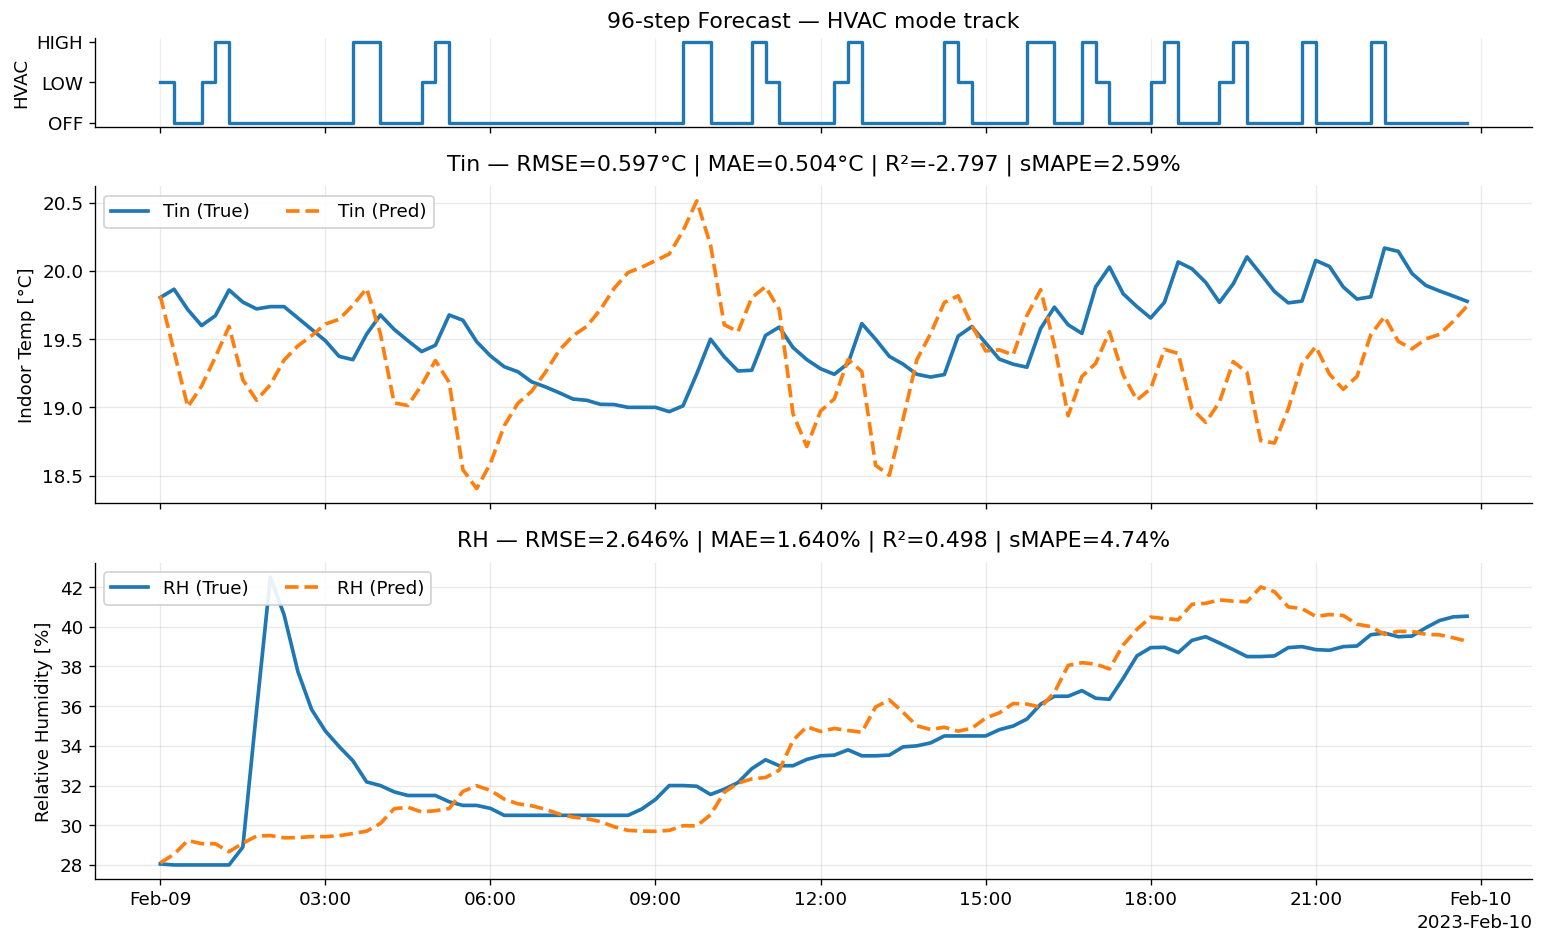 96-step Forecast — HVAC mode track
HVAC
HIGH
LOW
OFF
Tin — RMSE=0.597°C | MAE=0.504°C | R²=-2.797 | sMAPE=2.59%
Tin (True)  Tin (Pred)
Indoor Temp [°C]
20.5
20.0
19.5
19.0
18.5
RH — RMSE=2.646% | MAE=1.640% | R²=0.498 | sMAPE=4.74%
RH (True)  RH (Pred)
Relative Humidity [%]
42
40
38
36
34
32
30
28
Feb-09  03:00  06:00  09:00  12:00  15:00  18:00  21:00  Feb-10
2023-Feb-10